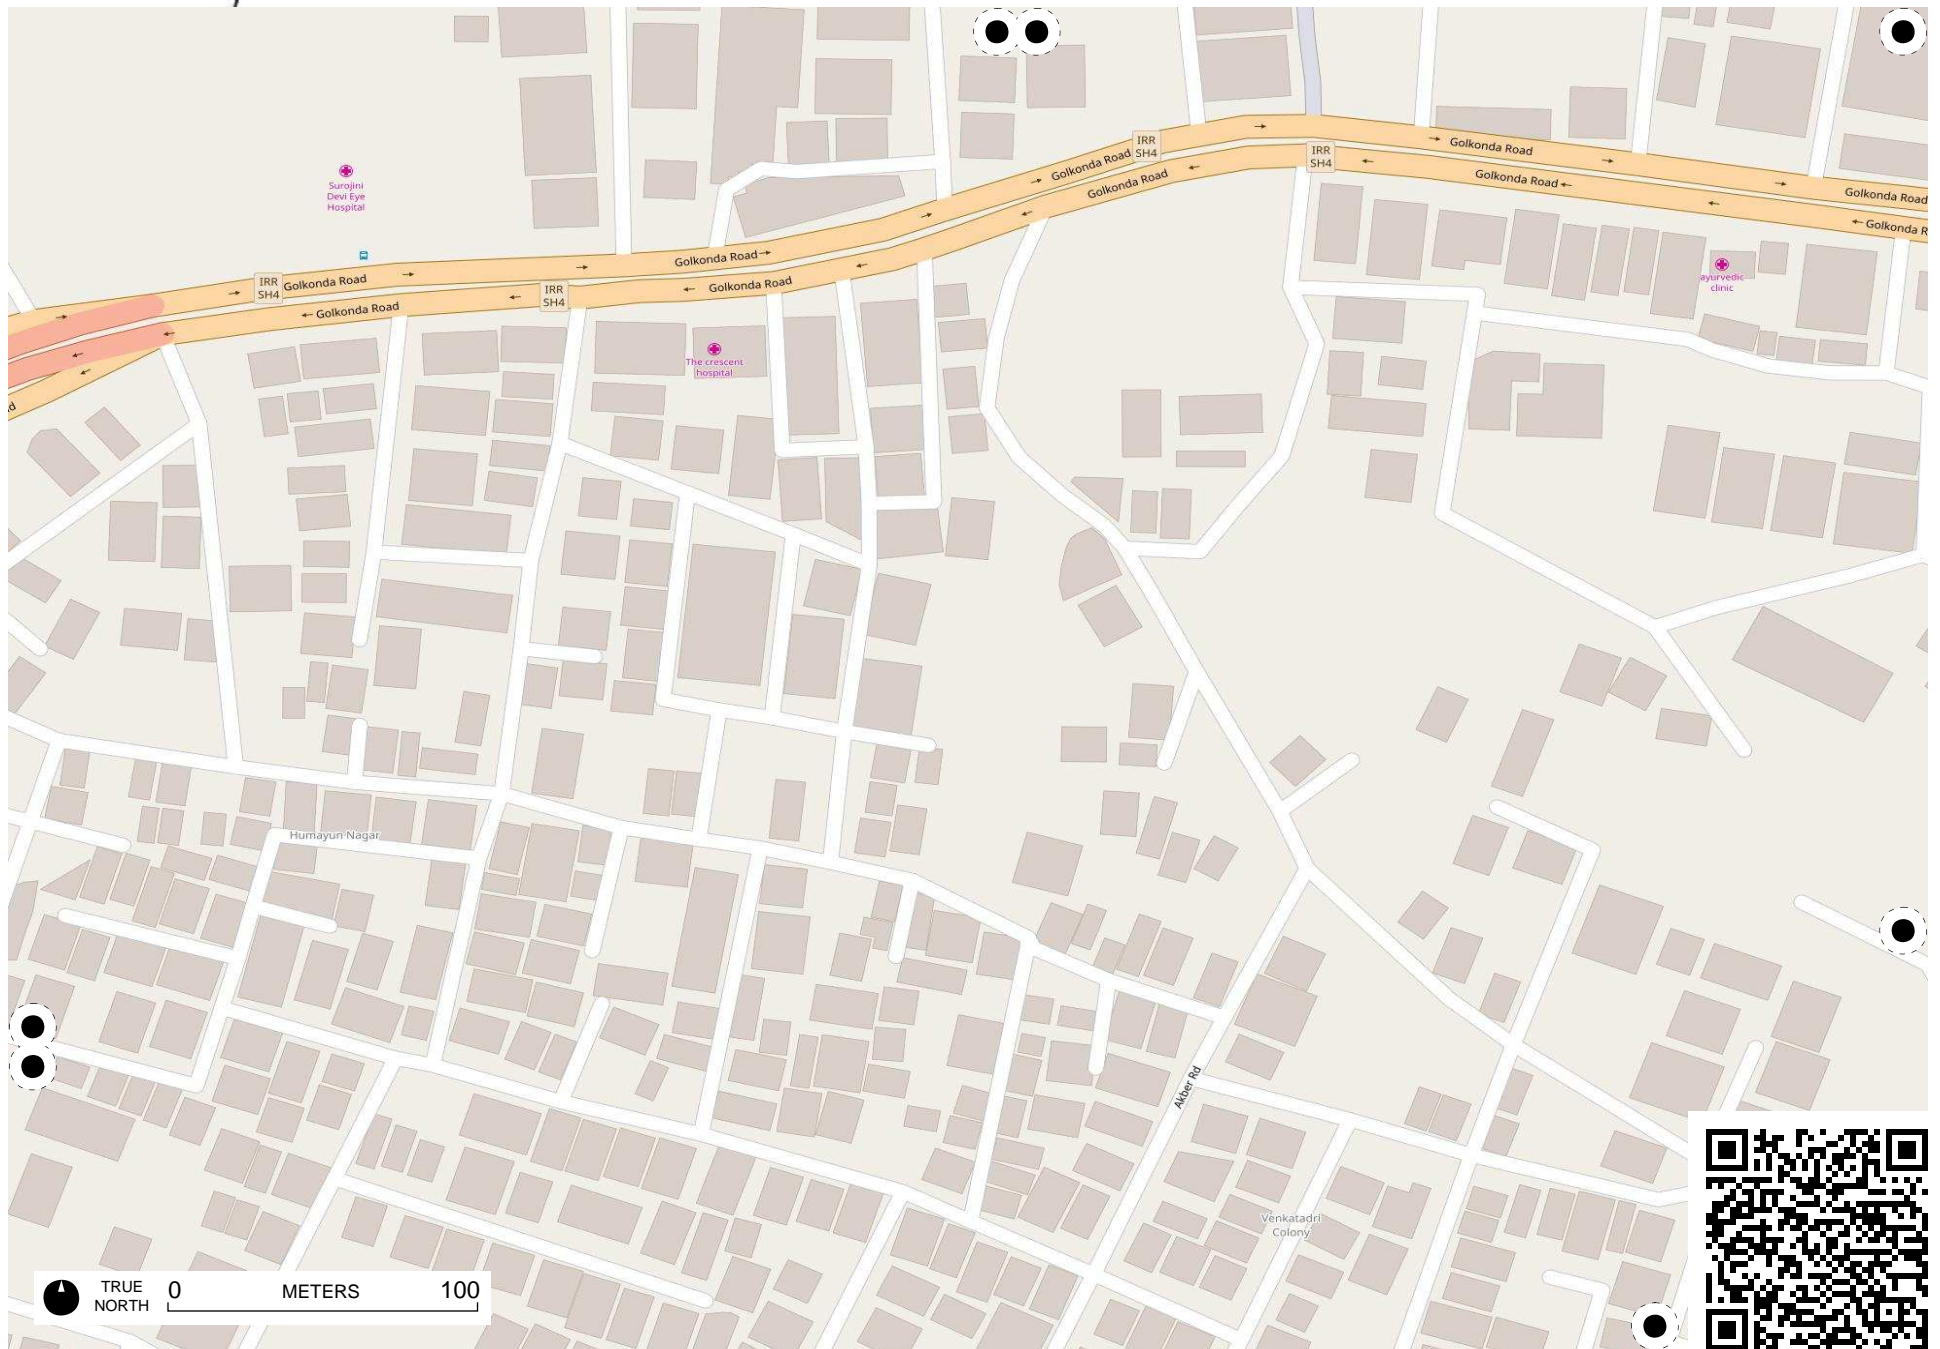 IRR
SH4
Golkonda Road
Golkonda Road
IRR
SH4
Golkonda Road
Golkonda Road
Golkonda Road
Surojini
Devi Eye
Hospital
Golkonda Road
Golkonda Road
IRR
SH4
Golkonda Road
Golkonda Road
IRR
SH4
Golkonda R
ayurvedic
clinic
Golkonda Road
The crescent
hospital
Humayun Nagar
Akber Rd
Venkatadri
Colony
TRUE
NORTH
0 METERS 100